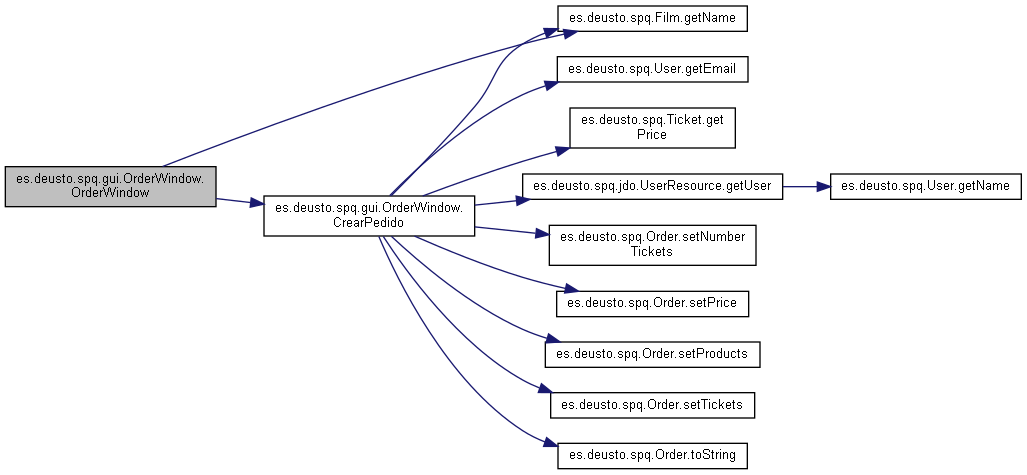 es.deusto.spq.Film.getName
es.deusto.spq.User.getEmail
es.deusto.spq.Ticket.get
Price
es.deusto.spq.gui.OrderWindow.
OrderWindow
es.deusto.spq.jdo.UserResource.getUser
es.deusto.spq.User.getName
es.deusto.spq.gui.OrderWindow.
CrearPedido
es.deusto.spq.Order.setNumber
Tickets
es.deusto.spq.Order.setPrice
es.deusto.spq.Order.setProducts
es.deusto.spq.Order.setTickets
es.deusto.spq.Order.toString